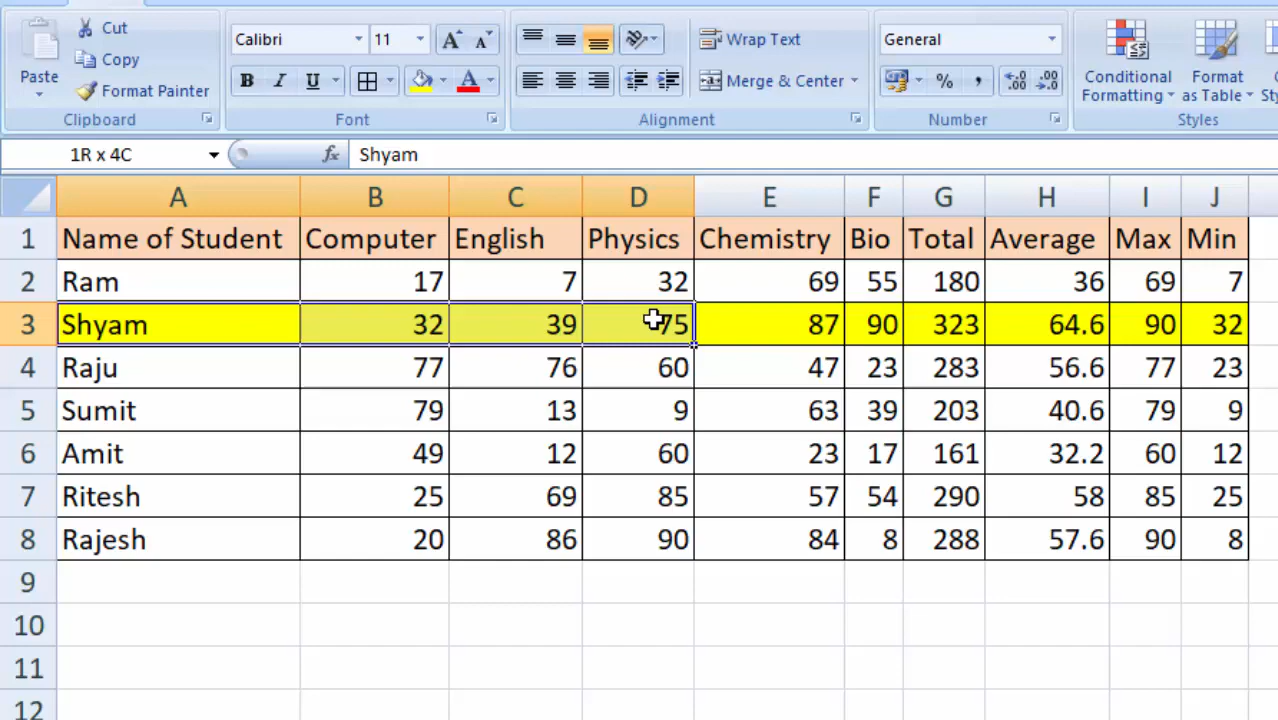 Cut
Copy
Paste
Format Painter
Clipboard
Calibri 11 A A
B I U A
Font
Wrap Text
Merge & Center
Alignment
General
% , .0 .00 .00 .0
Number
Conditional Formatting
Format as Table
Styles
1R x 4C fx Shyam
A B C D E F G H I J
1 Name of Student Computer English Physics Chemistry Bio Total Average Max Min
2 Ram 17 7 32 69 55 180 36 69 7
3 Shyam 32 39 75 87 90 323 64.6 90 32
4 Raju 77 76 60 47 23 283 56.6 77 23
5 Sumit 79 13 9 63 39 203 40.6 79 9
6 Amit 49 12 60 23 17 161 32.2 60 12
7 Ritesh 25 69 85 57 54 290 58 85 25
8 Rajesh 20 86 90 84 8 288 57.6 90 8
9
10
11
12